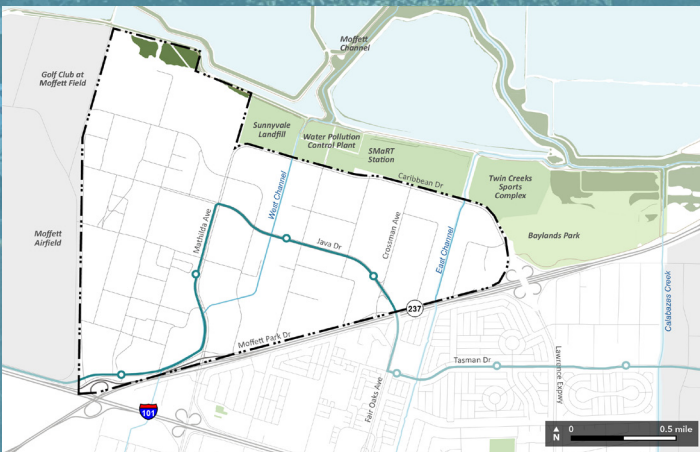 Moffett
Channel
Golf Club at
Moffett Field
Sunnyvale
Landfill
Water Pollution
Control Plant
SMaRT
Station
Caribbean Dr
Twin Creeks
Sports
Complex
Baylands Park
Moffett
Airfield
Mathilda Ave
West Channel
Java Dr
Crossman Ave
East Channel
Calabazas Creek
237
Moffett Park Dr
Tasman Dr
Lawrence Expwy
Fair Oaks Ave
101
N
0
0.5 mile